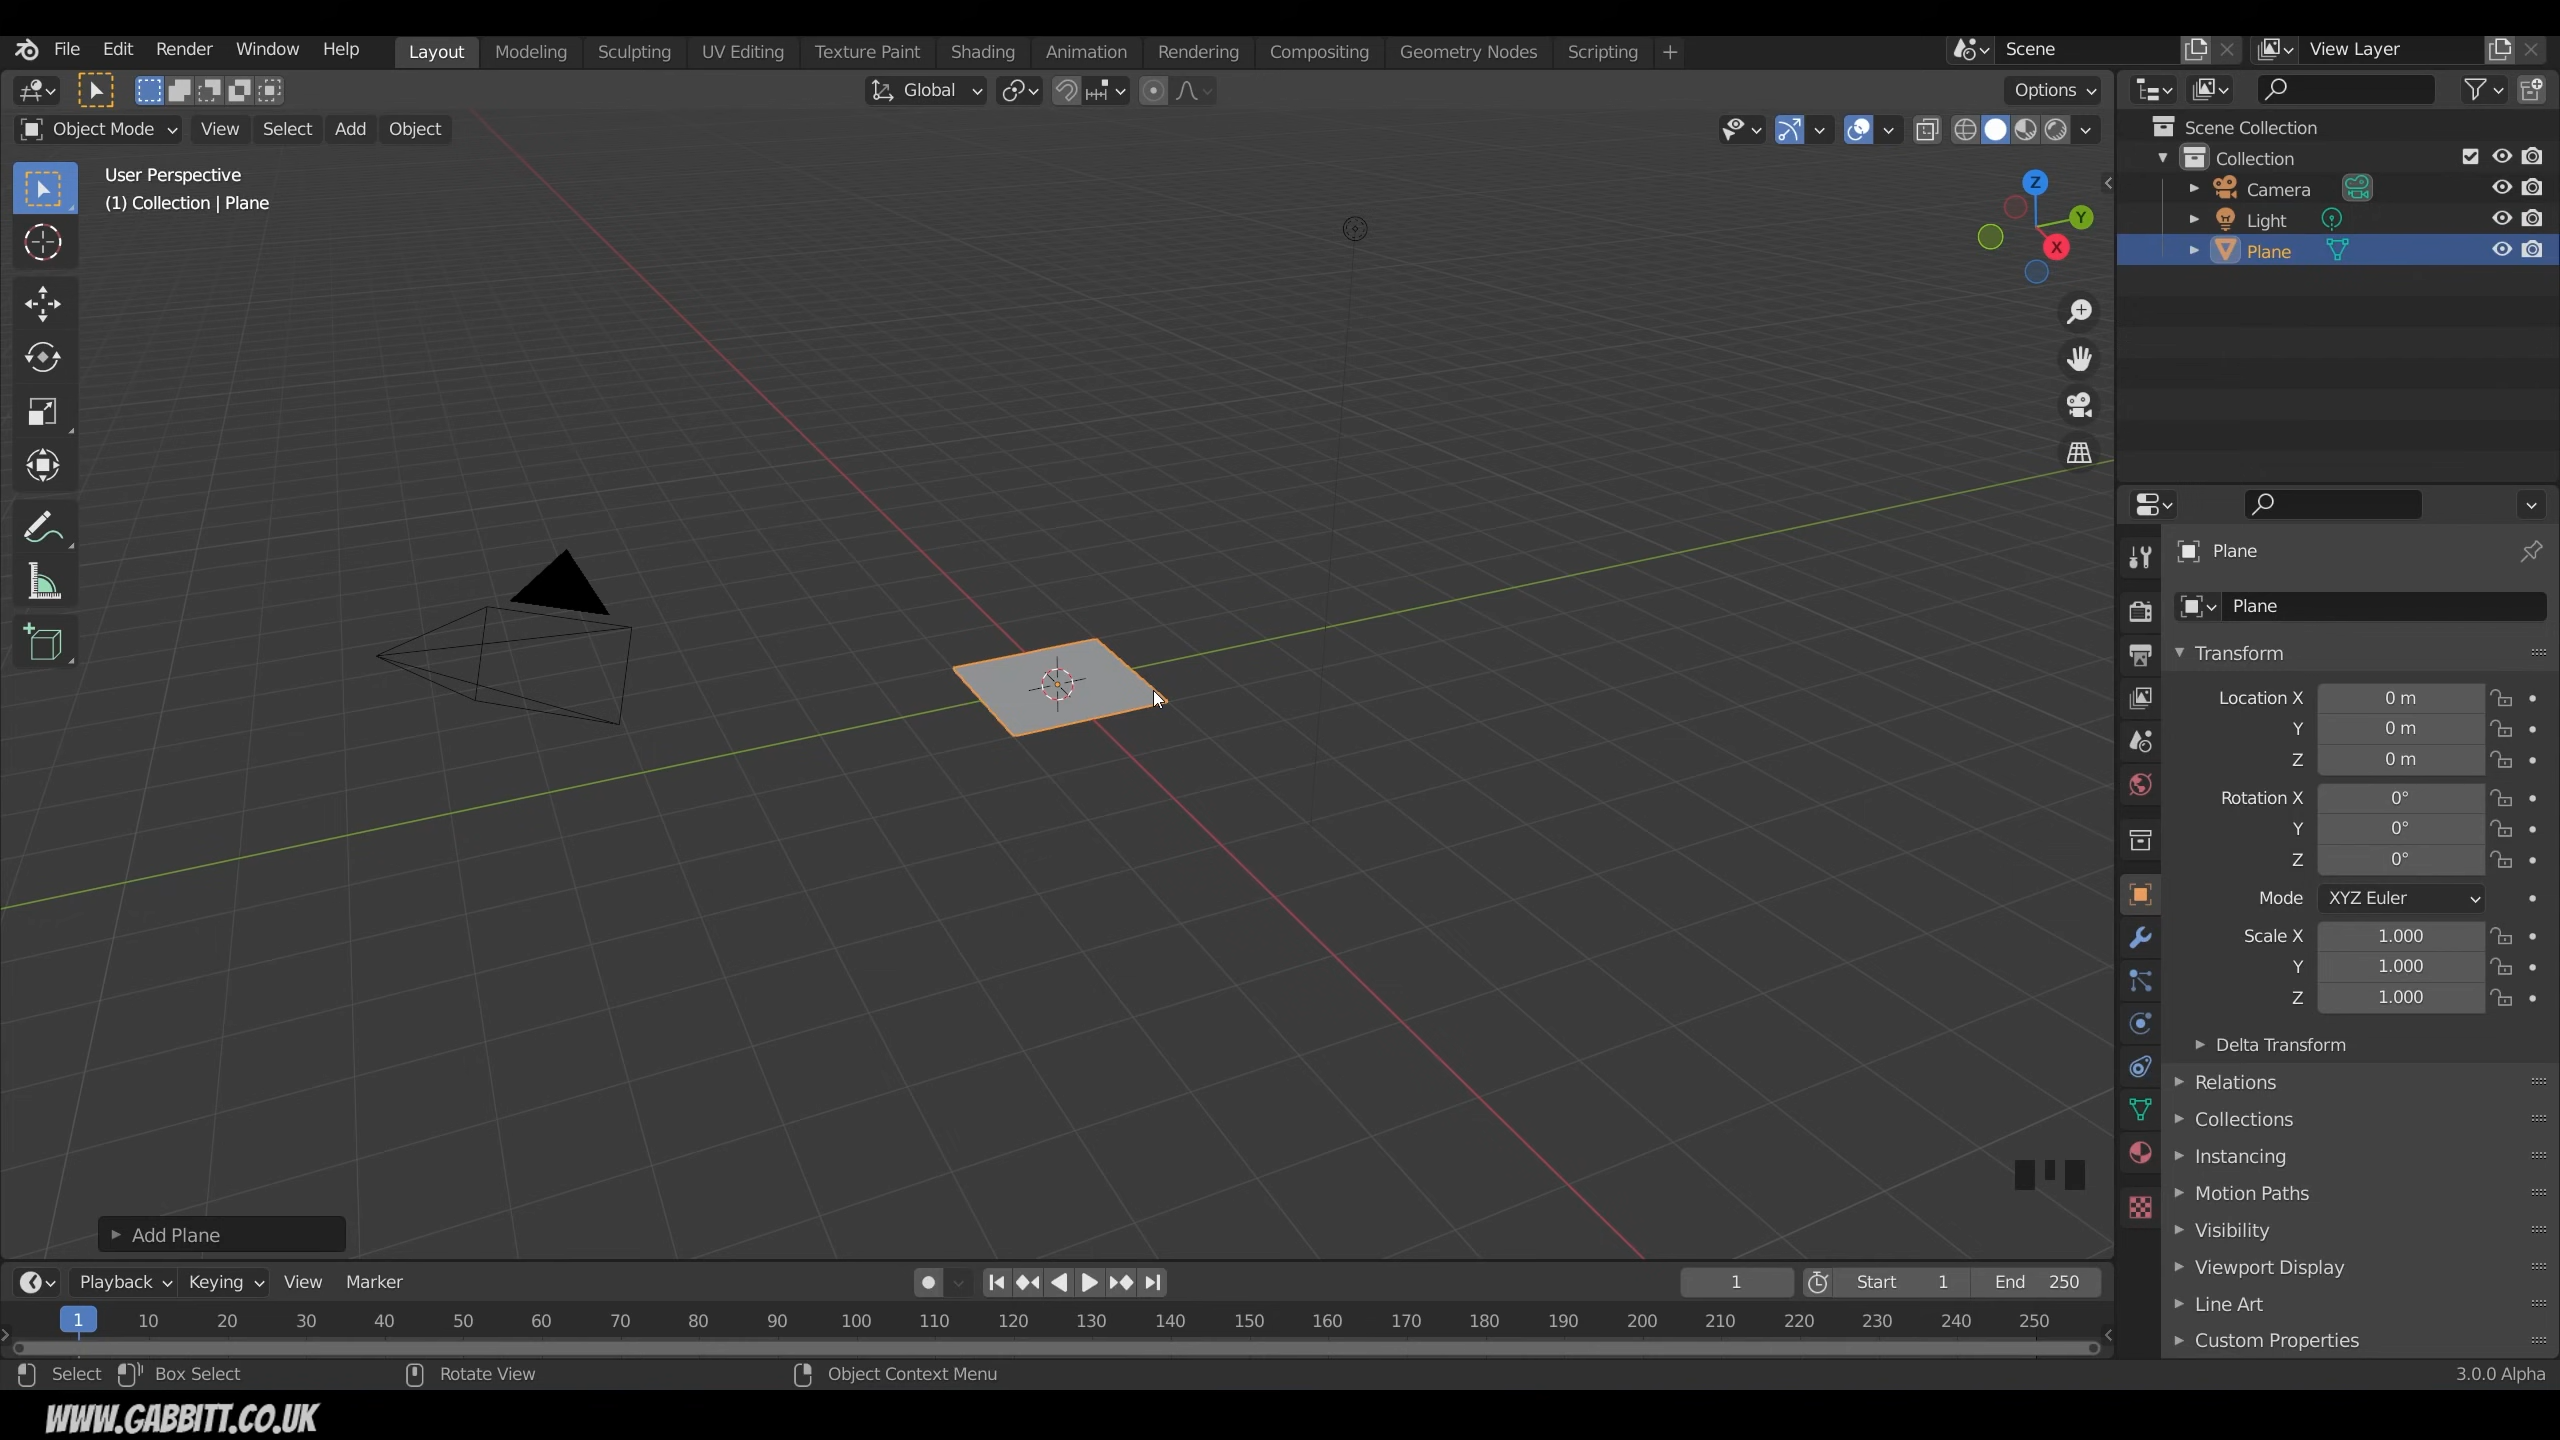 File Edit Render Window Help Layout Modeling Sculpting UV Editing Texture Paint Shading Animation Rendering Compositing Geometry Nodes Scripting + Scene View Layer
Global Options
Object Mode View Select Add Object
User Perspective
(1) Collection | Plane
Z
Y
X
Scene Collection
Collection
Camera
Light
Plane
Plane
Plane
Transform
Location X 0 m
Y 0 m
Z 0 m
Rotation X 0°
Y 0°
Z 0°
Mode XYZ Euler
Scale X 1.000
Y 1.000
Z 1.000
Delta Transform
Relations
Collections
Instancing
Motion Paths
Visibility
Viewport Display
Line Art
Custom Properties
Add Plane
Playback Keying View Marker 1 Start 1 End 250
1 10 20 30 40 50 60 70 80 90 100 110 120 130 140 150 160 170 180 190 200 210 220 230 240 250
Select Box Select Rotate View Object Context Menu 3.0.0 Alpha
WWW.GABBITT.CO.UK